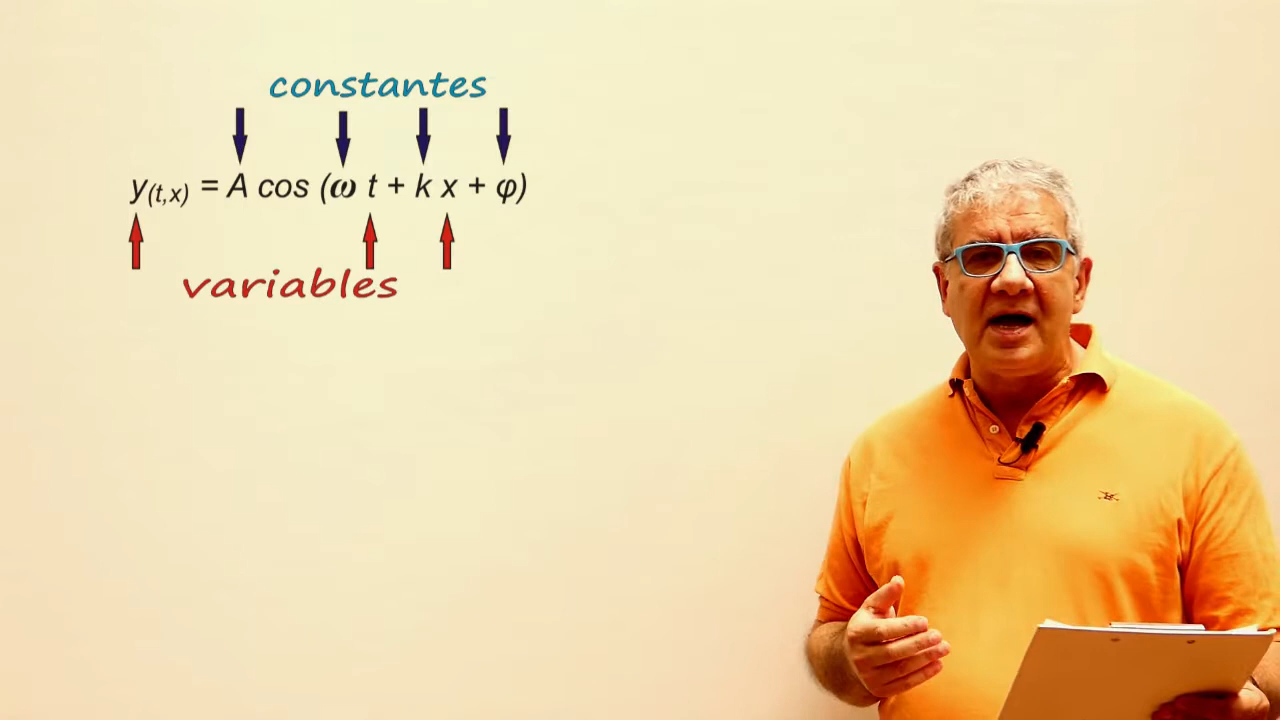 constantes
y(t,x) = A cos (ω t + k x + φ)
variables